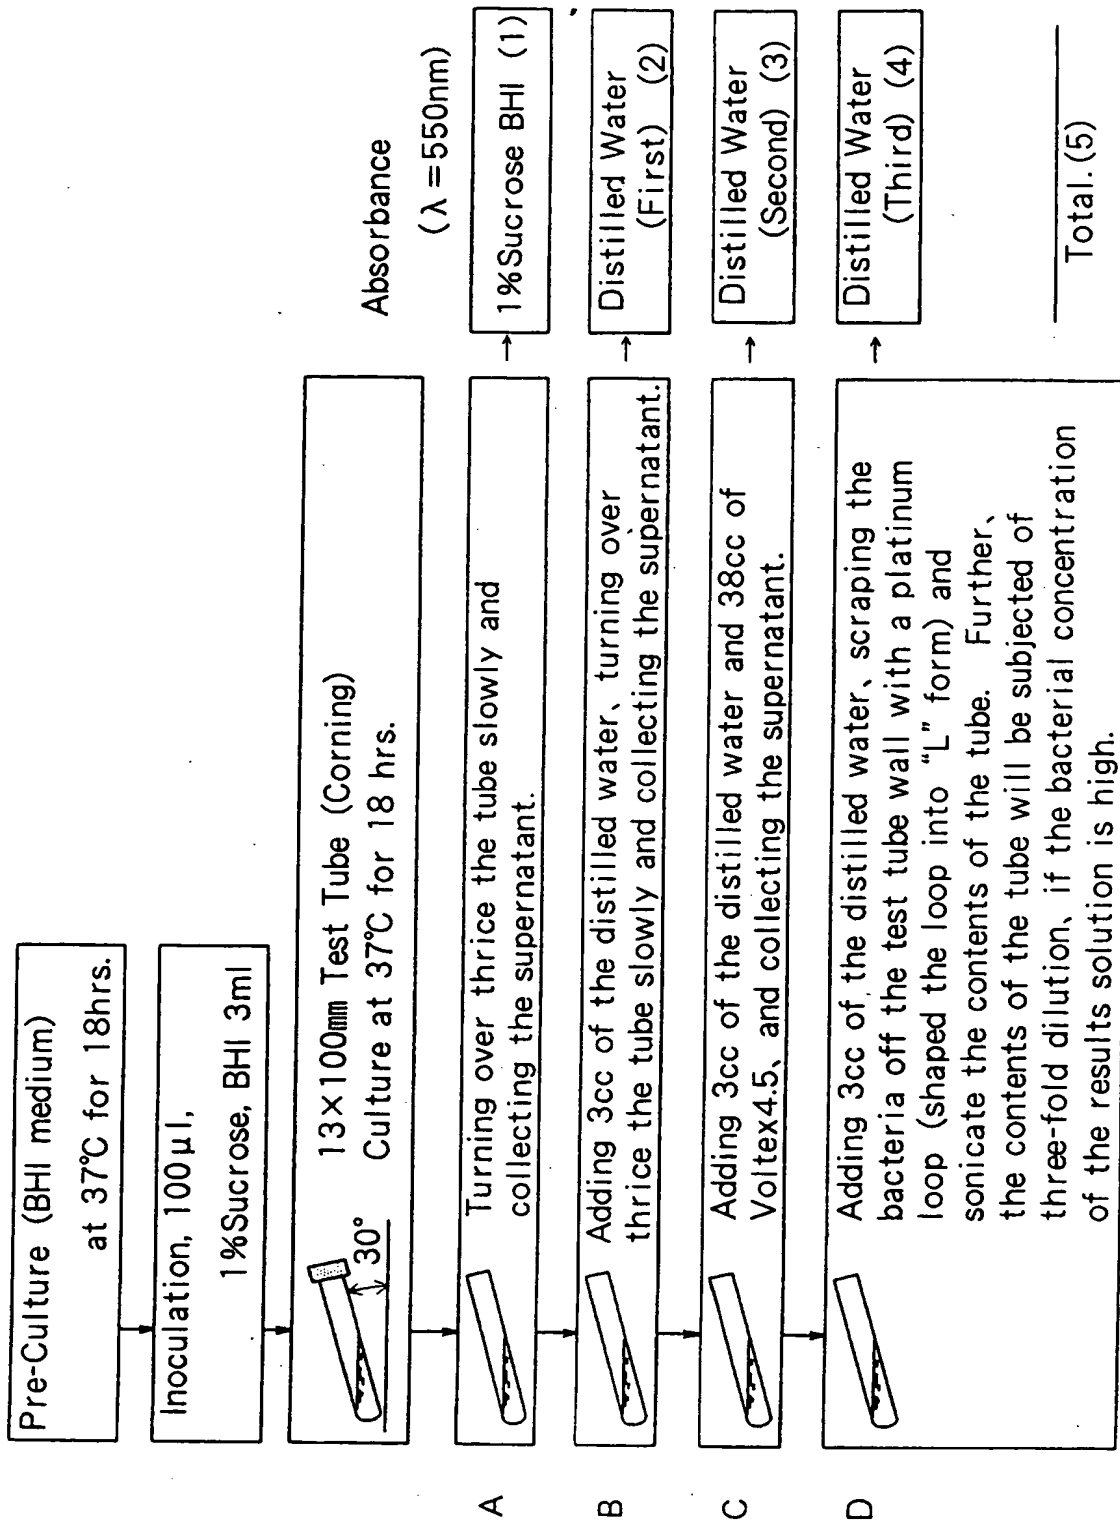 Pre-Culture (BHI medium)
at 37℃ for 18hrs.
Inoculation, 100μl,
1%Sucrose, BHI 3ml
30°
13×100㎜ Test Tube (Corning)
Culture at 37℃ for 18 hrs.
Absorbance
(λ=550nm)
A
Turning over thrice the tube slowly and
collecting the supernatant.
→
1%Sucrose BHI (1)
B
Adding 3cc of the distilled water、turning over
thrice the tube slowly and collecting the supernatant.
→
Distilled Water
(First) (2)
C
Adding 3cc of the distilled water and 38cc of
Voltex4.5、and collecting the supernatant.
→
Distilled Water
(Second) (3)
D
Adding 3cc of the distilled water、scraping the
bacteria off the test tube wall with a platinum
loop (shaped the loop into “L” form) and
sonicate the contents of the tube. Further、
the contents of the tube will be subjected of
three-fold dilution、if the bacterial concentration
of the results solution is high.
→
Distilled Water
(Third) (4)
Total.(5)